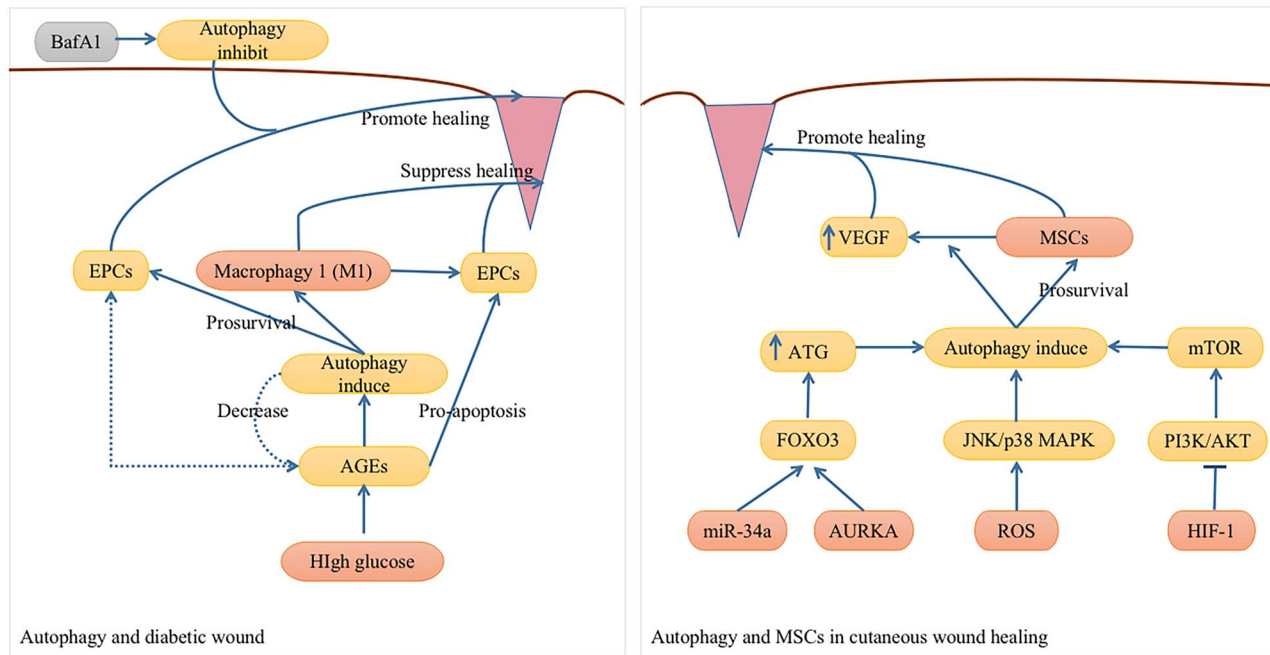 BafA1
Autophagy
inhibit
Promote healing
Suppress healing
EPCs
Macrophagy 1 (M1)
EPCs
Prosurvival
Autophagy
induce
Decrease
Pro-apoptosis
AGEs
HIgh glucose
Autophagy and diabetic wound
Promote healing
VEGF
MSCs
Prosurvival
ATG
Autophagy induce
mTOR
FOXO3
JNK/p38 MAPK
PI3K/AKT
miR-34a
AURKA
ROS
HIF-1
Autophagy and MSCs in cutaneous wound healing